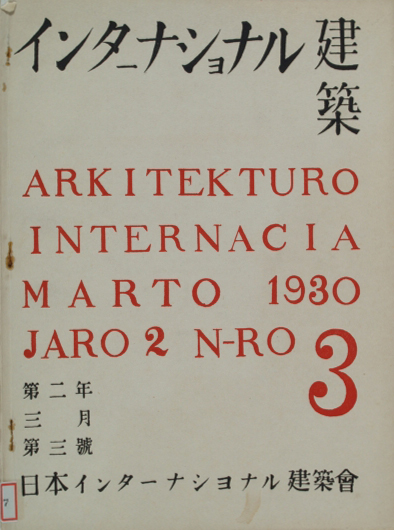 インターナショナル建
築
ARKITEKTURO
INTERNACIA
MARTO 1930
JARO 2 N-RO 3
第二年
三月
第三號
7
日本インターナショナル建築會